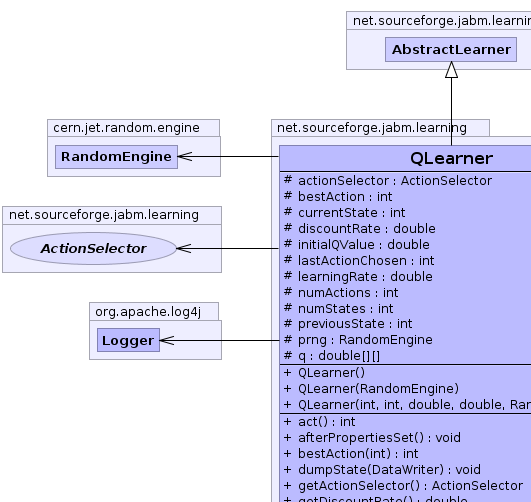 net.sourceforge.jabm.learnin
AbstractLearner
cern.jet.random.engine
RandomEngine
net.sourceforge.jabm.learning
ActionSelector
org.apache.log4j
Logger
net.sourceforge.jabm.learning
QLearner
# actionSelector : ActionSelector
# bestAction : int
# currentState : int
# discountRate : double
# initialQValue : double
# lastActionChosen : int
# learningRate : double
# numActions : int
# numStates : int
# previousState : int
# prng : RandomEngine
# q : double[][]
+ QLearner()
+ QLearner(RandomEngine)
+ QLearner(int, int, double, double, Ran
+ act() : int
+ afterPropertiesSet() : void
+ bestAction(int) : int
+ dumpState(DataWriter) : void
+ getActionSelector() : ActionSelector
+ getDiscountRate() : double